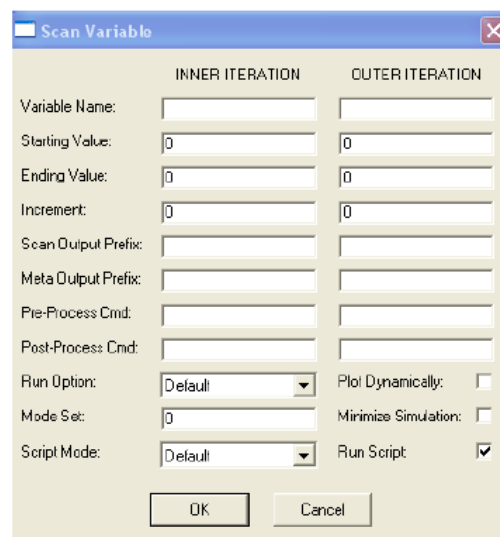 Scan Variable
INNER ITERATION OUTER ITERATION
Variable Name:
Starting Value: 0 0
Ending Value: 0 0
Increment: 0 0
Scan Output Prefix:
Meta Output Prefix:
Pre-Process Cmd:
Post-Process Cmd:
Run Option: Default Plot Dynamically:
Mode Set: 0 Minimize Simulation:
Script Mode: Default Run Script:
OK Cancel